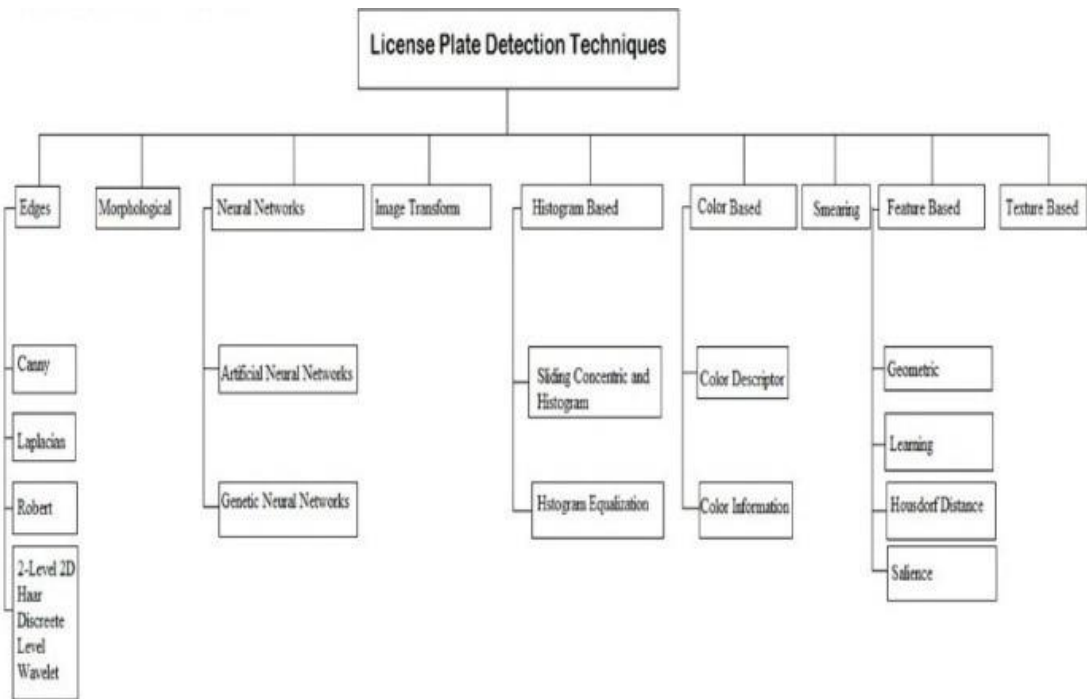 License Plate Detection Techniques
Edges
Morphological
Neural Networks
Image Transform
Histogram Based
Color Based
Smearing
Feature Based
Texture Based
Canny
Laplacian
Robert
2-Level 2D
Haar
Discreete
Level
Wavelet
Artificial Neural Networks
Genetic Neural Networks
Sliding Concentric and
Histogram
Hstogram Equalization
Color Descriptor
Color Information
Geometric
Learning
Housdorf Distance
Salience